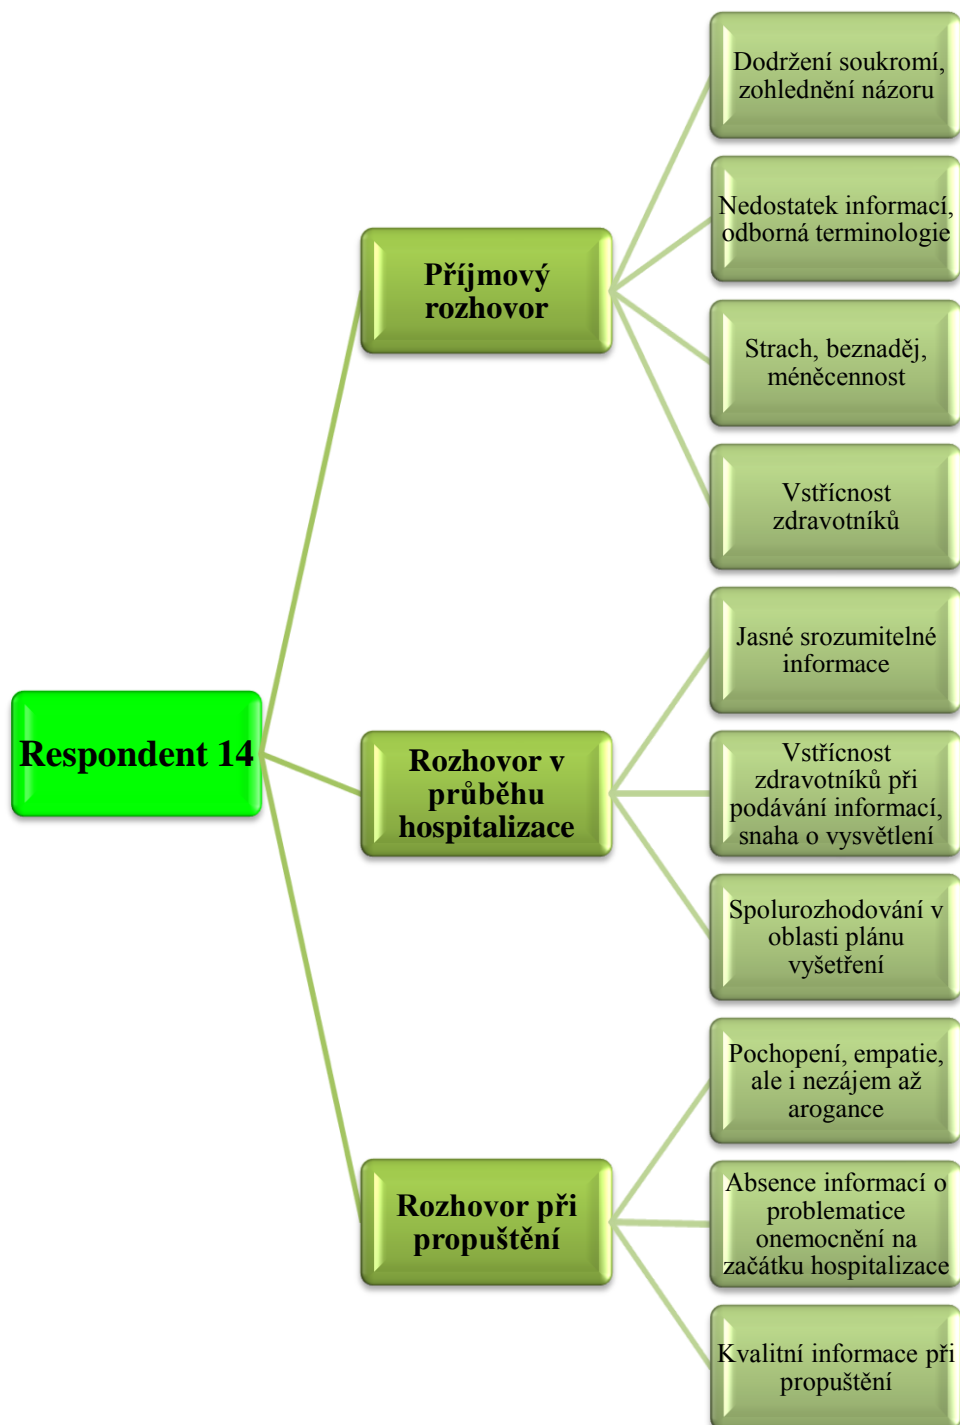 Respondent 14
Příjmový
rozhovor
Dodržení soukromí,
zohlednění názoru
Nedostatek informací,
odborná terminologie
Strach, beznaděj,
méněcennost
Vstřícnost
zdravotníků
Rozhovor v
průběhu
hospitalizace
Jasné srozumitelné
informace
Vstřícnost
zdravotníků při
podávání informací,
snaha o vysvětlení
Spolurozhodování v
oblasti plánu
vyšetření
Rozhovor při
propuštění
Pochopení, empatie,
ale i nezájem až
arogance
Absence informací o
problematice
onemocnění na
začátku hospitalizace
Kvalitní informace při
propuštění